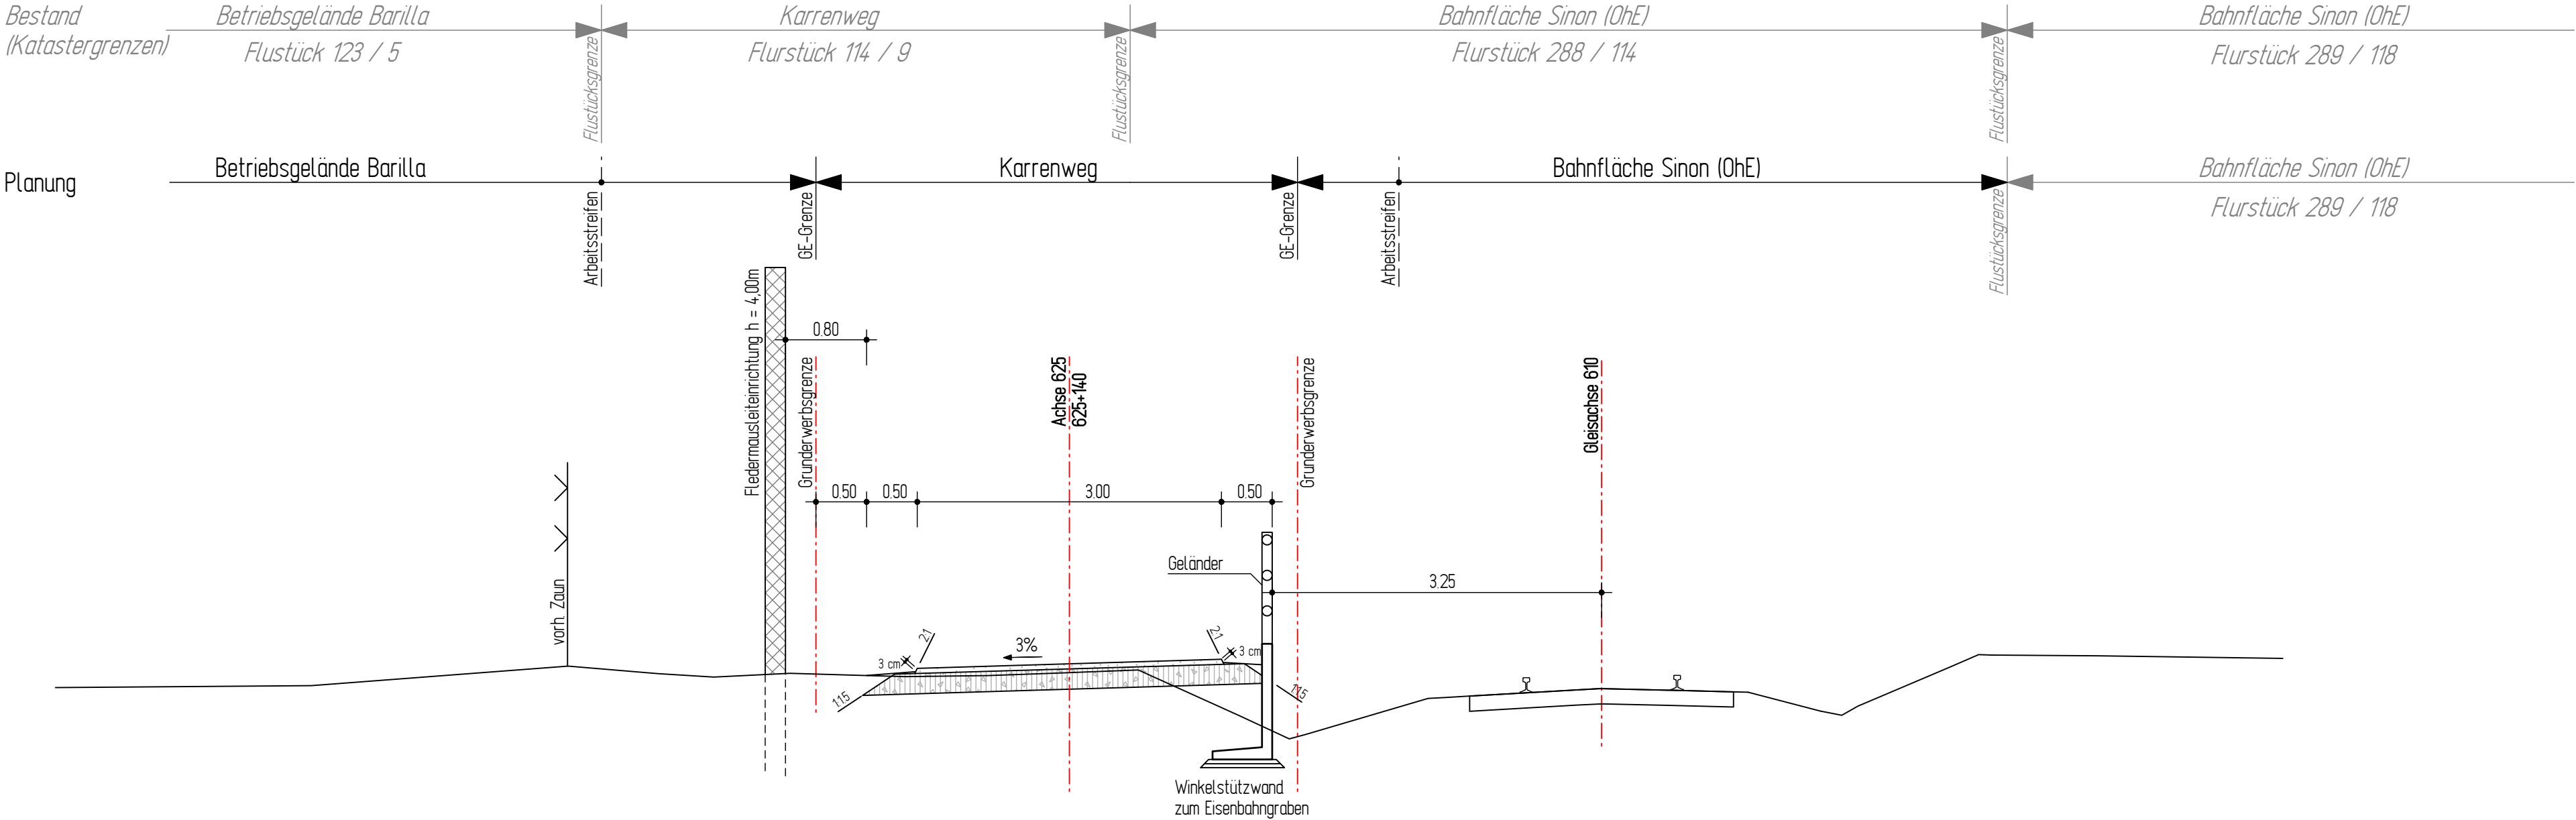 Bestand
(Katastergrenzen)
Betriebsgelände Barilla
Flustück 123 / 5
Flustücksgrenze
Karrenweg
Flurstück 114 / 9
Flustücksgrenze
Bahnfläche Sinon (OhE)
Flurstück 288 / 114
Flustücksgrenze
Bahnfläche Sinon (OhE)
Flurstück 289 / 118
Planung
Betriebsgelände Barilla
Arbeitsstreifen
GE-Grenze
Karrenweg
GE-Grenze
Arbeitsstreifen
Bahnfläche Sinon (OhE)
Flustücksgrenze
Bahnfläche Sinon (OhE)
Flurstück 289 / 118
Fledermausleiteinrichtung h = 4,00m
0.80
Grunderwerbsgrenze
Achse 625
625+140
Grunderwerbsgrenze
Gleisachse 610
0.50
0.50
3.00
0.50
vorh Zaun
Geländer
3.25
2:1
3 cm
3%
2:1
3 cm
1:1.5
1:1.5
Winkelstützwand
zum Eisenbahngraben